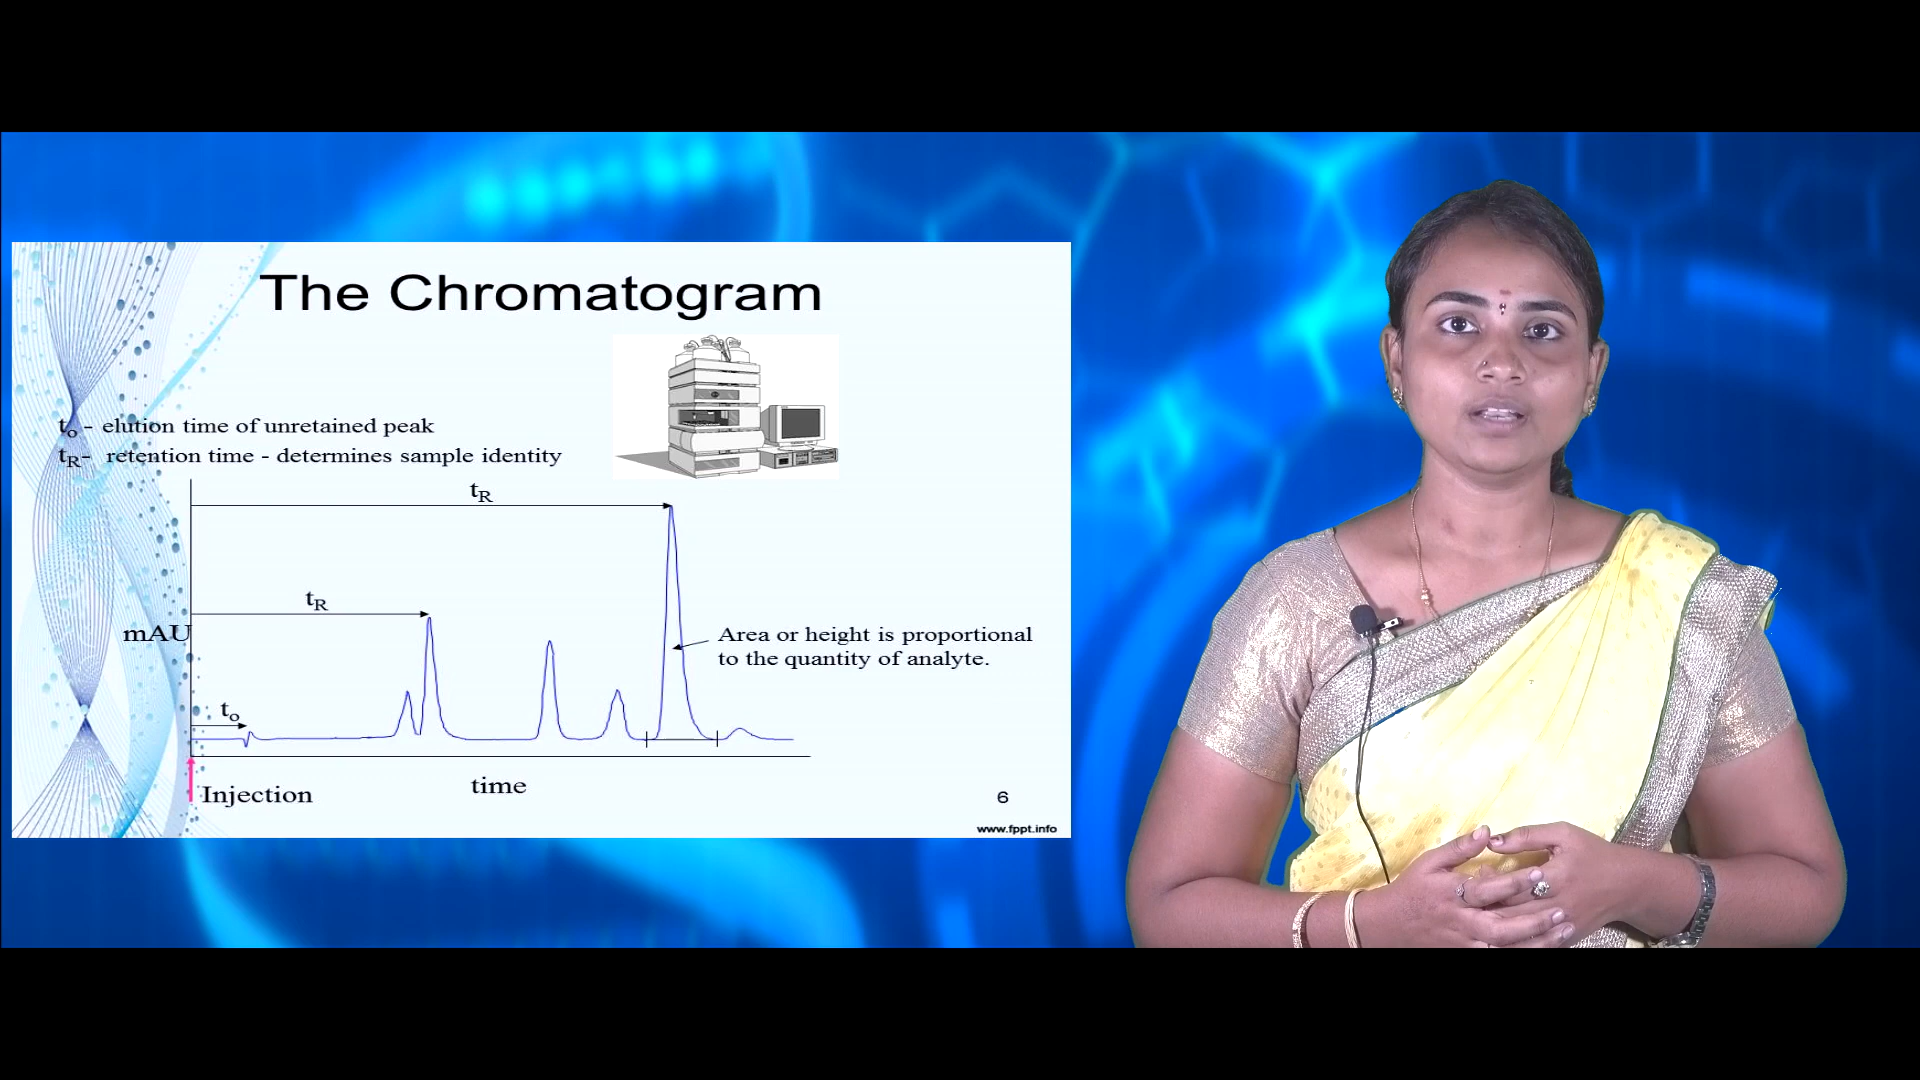 The Chromatogram
to - elution time of unretained peak
tR- retention time - determines sample identity
tR
tR
mAU
Area or height is proportional
to the quantity of analyte.
to
Injection
time
6
www.fppt.info